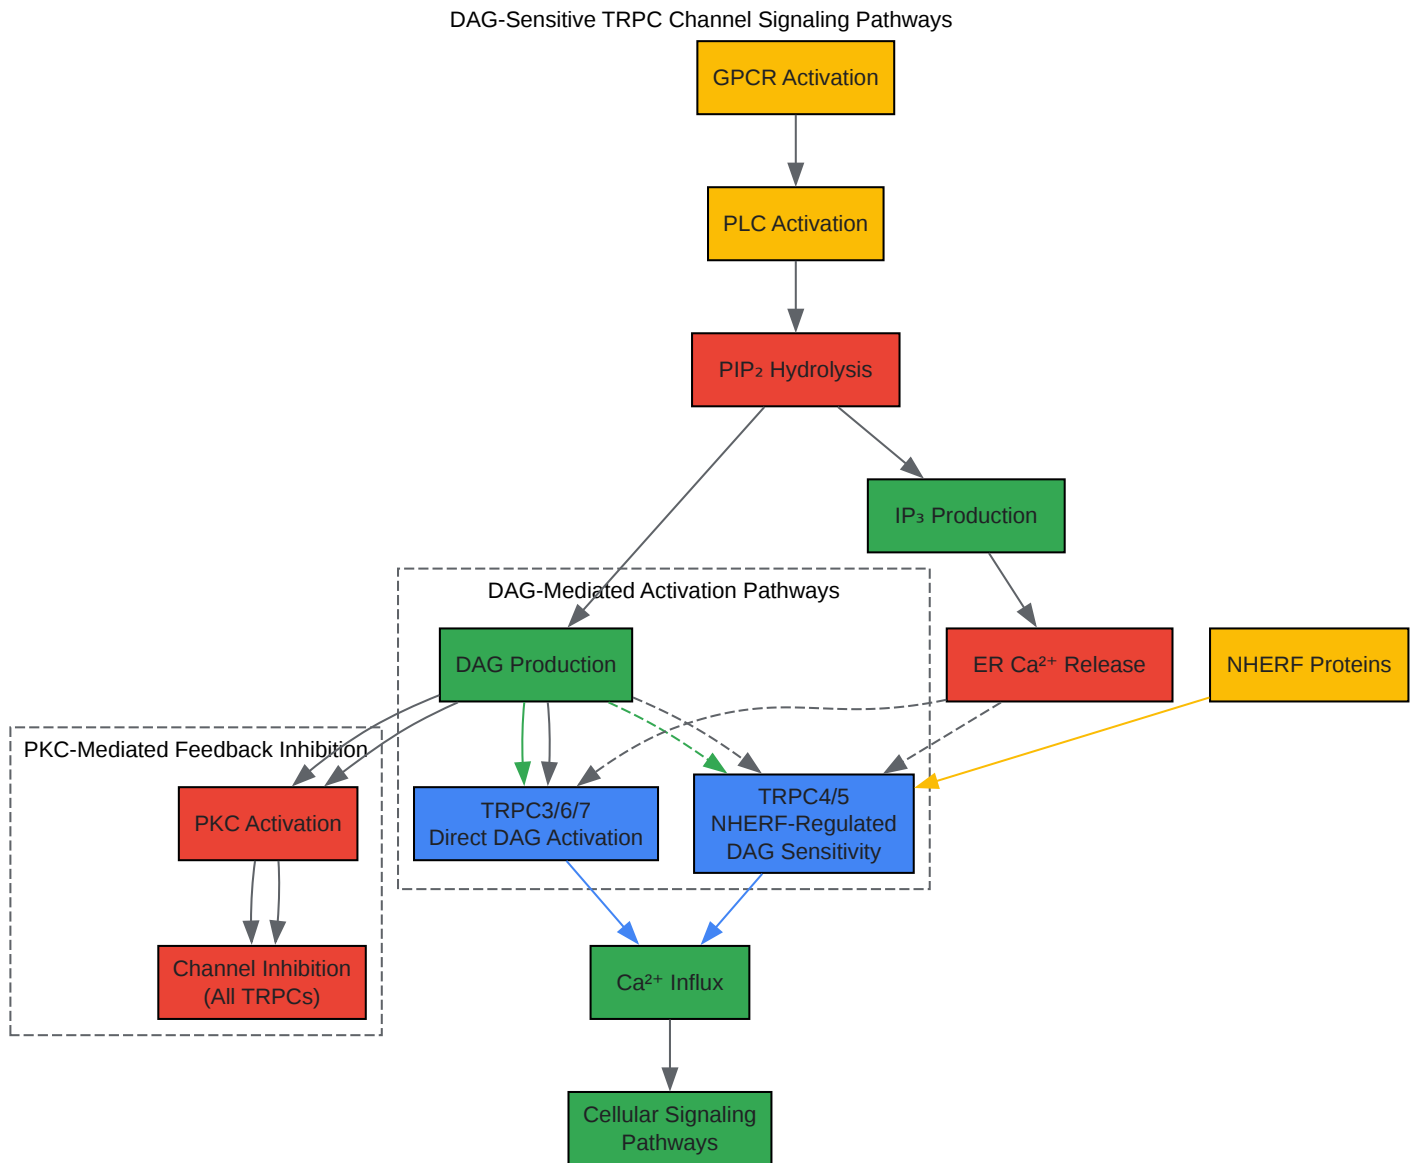 DAG-Sensitive TRPC Channel Signaling Pathways
GPCR Activation
PLC Activation
PIP₂ Hydrolysis
IP₃ Production
DAG-Mediated Activation Pathways
DAG Production
ER Ca²⁺ Release
NHERF Proteins
PKC-Mediated Feedback Inhibition
PKC Activation
TRPC3/6/7
Direct DAG Activation
TRPC4/5
NHERF-Regulated
DAG Sensitivity
Channel Inhibition
(All TRPCs)
Ca²⁺ Influx
Cellular Signaling
Pathways